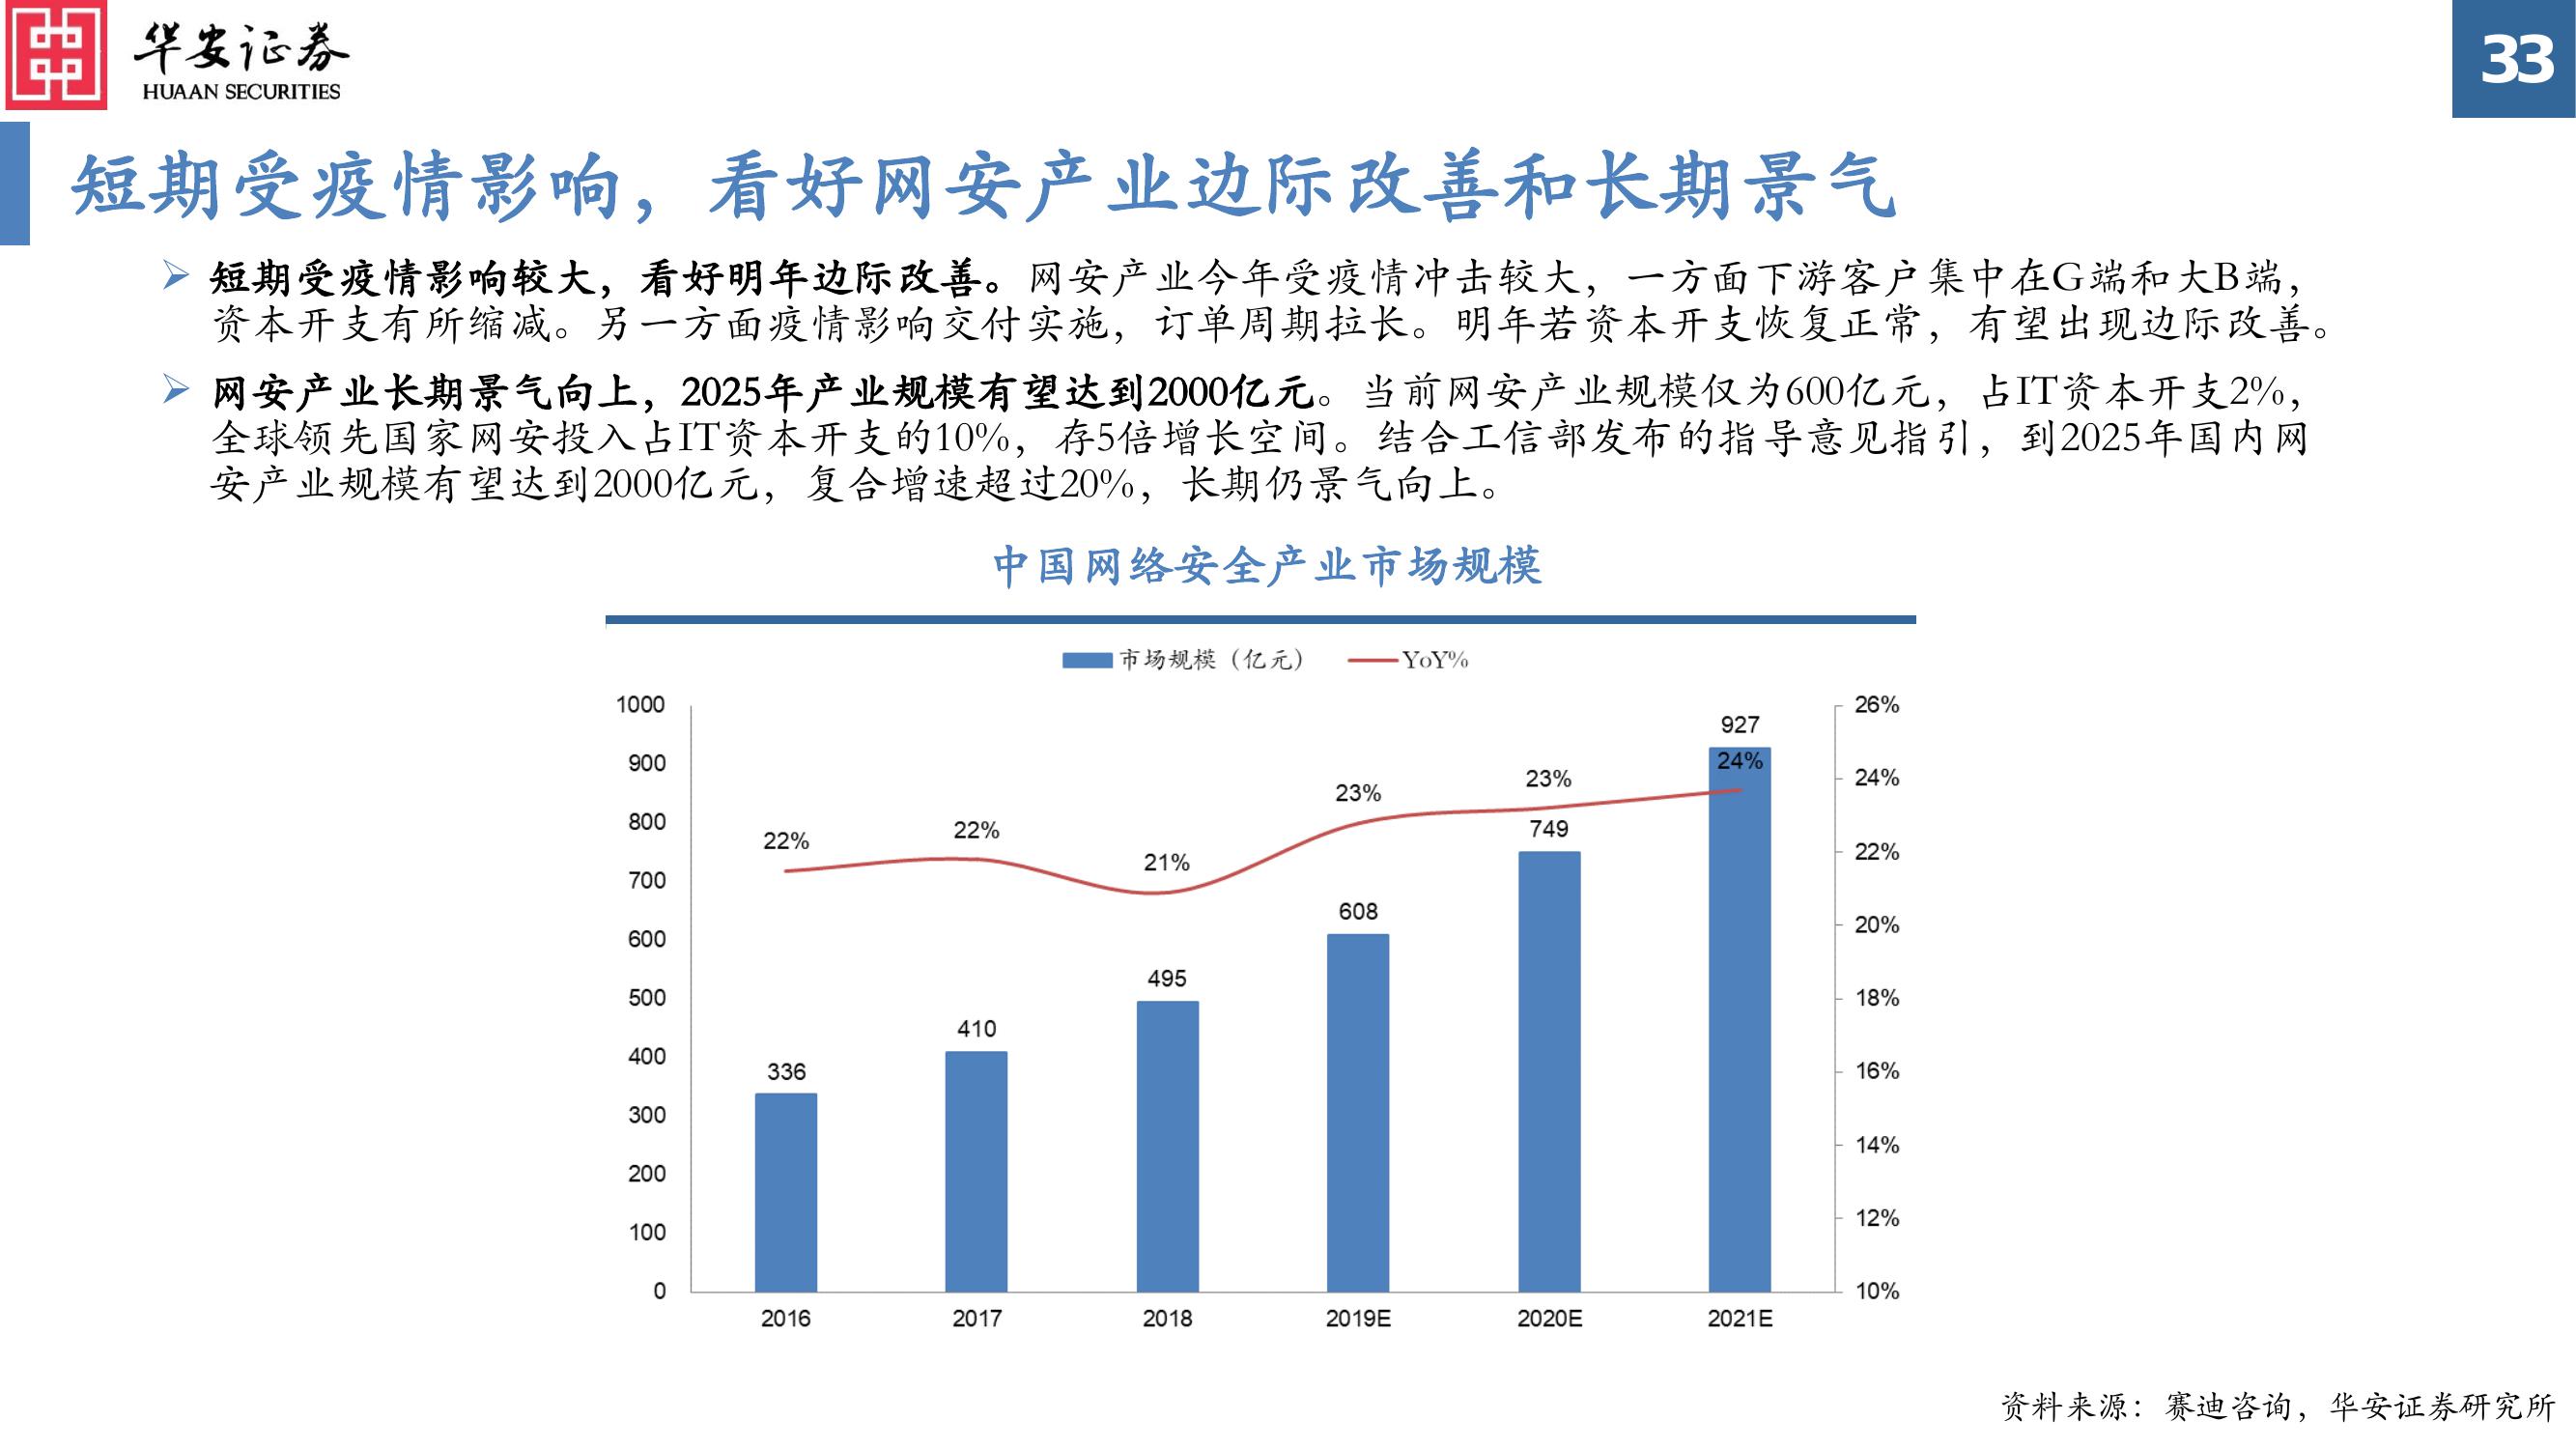 华安证券
HUAAN SECURITIES
33
短期受疫情影响，看好网安产业边际改善和长期景气
短期受疫情影响较大，看好明年边际改善。网安产业今年受疫情冲击较大，一方面下游客户集中在G端和大B端，
资本开支有所缩减。另一方面疫情影响交付实施，订单周期拉长。明年若资本开支恢复正常，有望出现边际改善。
网安产业长期景气向上，2025年产业规模有望达到2000亿元。当前网安产业规模仅为600亿元，占IT资本开支2%，
全球领先国家网安投入占IT资本开支的10%，存5倍增长空间。结合工信部发布的指导意见指引，到2025年国内网
安产业规模有望达到2000亿元，复合增速超过20%，长期仍景气向上。
中国网络安全产业市场规模
市场规模（亿元） YoY%
1000
900
800
700
600
500
400
300
200
100
0
26%
24%
22%
20%
18%
16%
14%
12%
10%
22%
22%
21%
23%
23%
24%
336
410
495
608
749
927
2016 2017 2018 2019E 2020E 2021E
资料来源：赛迪咨询，华安证券研究所